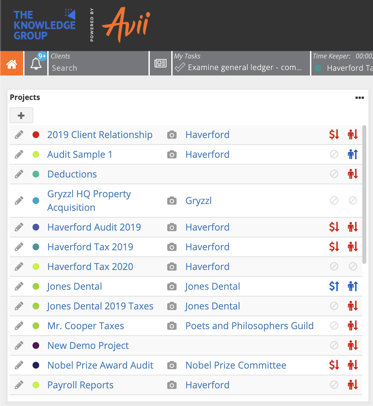 THE
KNOWLEDGE
GROUP
POWERED BY
Avii
9+
Clients
Search
My Tasks
Examine general ledger - com...
Time Keeper: 00:00
Haverford Ta
Projects
2019 Client Relationship Haverford
Audit Sample 1 Haverford
Deductions
Gryzzl HQ Property
Acquisition Gryzzl
Haverford Audit 2019 Haverford
Haverford Tax 2019 Haverford
Haverford Tax 2020 Haverford
Jones Dental Jones Dental
Jones Dental 2019 Taxes Jones Dental
Mr. Cooper Taxes Poets and Philosophers Guild
New Demo Project
Nobel Prize Award Audit Nobel Prize Committee
Payroll Reports Haverford